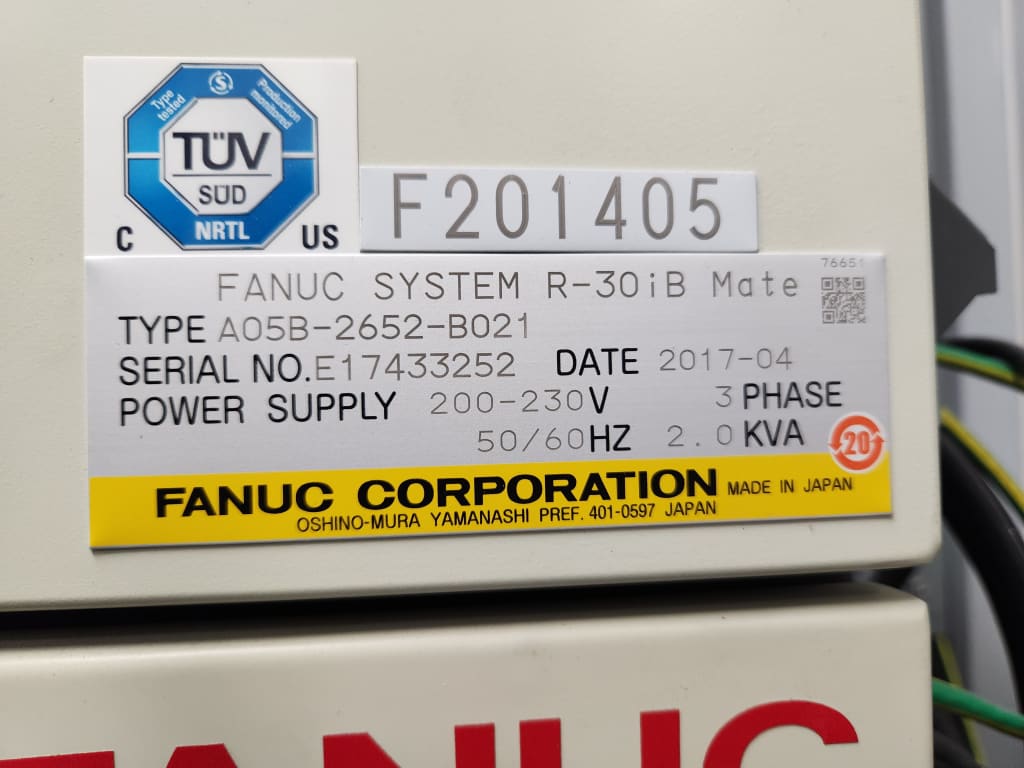 Type tested
Production monitored
TÜV
SÜD
NRTL
C US
F201405
76651
FANUC SYSTEM R-30iB Mate
TYPE A05B-2652-B021
SERIAL NO.E17433252 DATE 2017-04
POWER SUPPLY 200-230V 3 PHASE
50/60HZ 2.0KVA
20
FANUC CORPORATION MADE IN JAPAN
OSHINO-MURA YAMANASHI PREF. 401-0597 JAPAN
FANUC